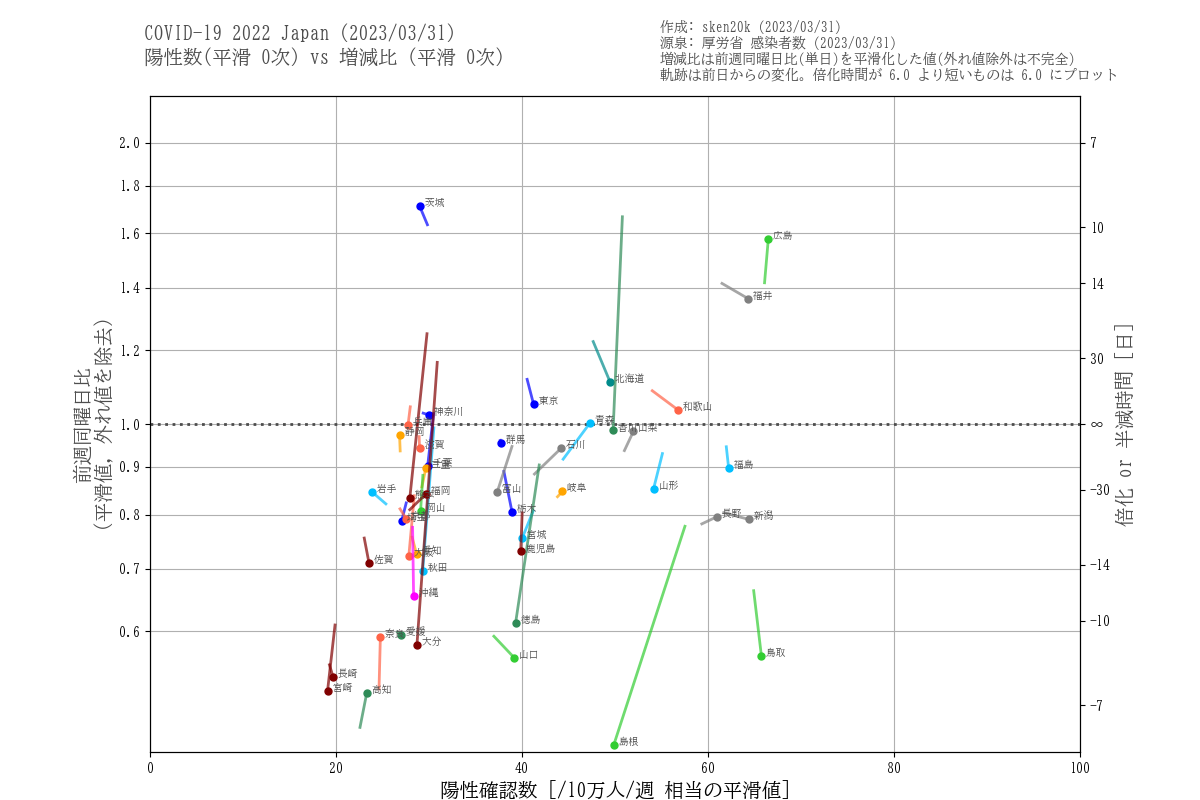 COVID-19 2022 Japan (2023/03/31)
陽性数(平滑 0次) vs 増減比 (平滑 0次)
作成: sken20k (2023/03/31)
源泉: 厚労省 感染者数 (2023/03/31)
増減比は前週同曜日比(単日)を平滑化した値(外れ値除外は不完全)
軌跡は前日からの変化。倍化時間が 6.0 より短いものは 6.0 にプロット
前週同曜日比
(平滑値, 外れ値を除去)
2.0
1.8
1.6
1.4
1.2
1.0
0.9
0.8
0.7
0.6
7
10
14
30
∞
-30
-14
-10
-7
倍化 or 半減時間 [日]
茨城
広島
福井
北海道
東京
和歌山
神奈川
青森
香川
山梨
静岡
群馬
石川
滋賀
福島
岩手
富山
岐阜
山形
福岡
岡山
栃木
長野
新潟
宮城
鹿児島
佐賀
秋田
沖縄
徳島
愛媛
大分
山口
鳥取
長崎
宮崎
高知
島根
0
20
40
60
80
100
陽性確認数 [/10万人/週 相当の平滑値]